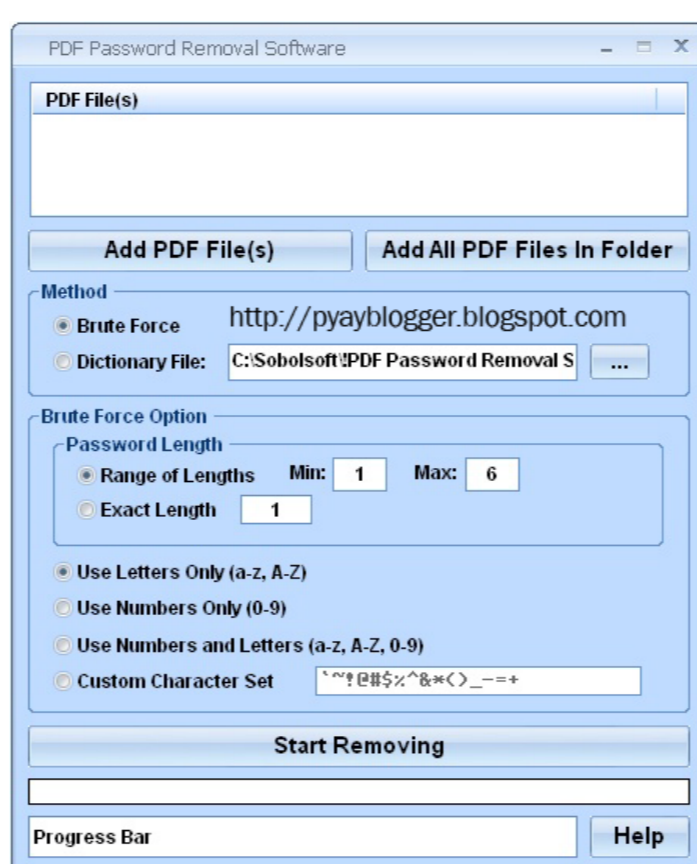 PDF Password Removal Software
PDF File(s)
Add PDF File(s)
Add All PDF Files In Folder
Method
Brute Force
http://pyayblogger.blogspot.com
Dictionary File:
C:\Sobolsoft\!PDF Password Removal S
...
Brute Force Option
Password Length
Range of Lengths Min: 1 Max: 6
Exact Length 1
Use Letters Only (a-z, A-Z)
Use Numbers Only (0-9)
Use Numbers and Letters (a-z, A-Z, 0-9)
Custom Character Set `~!@#$%^&*()_-=+
Start Removing
Progress Bar
Help